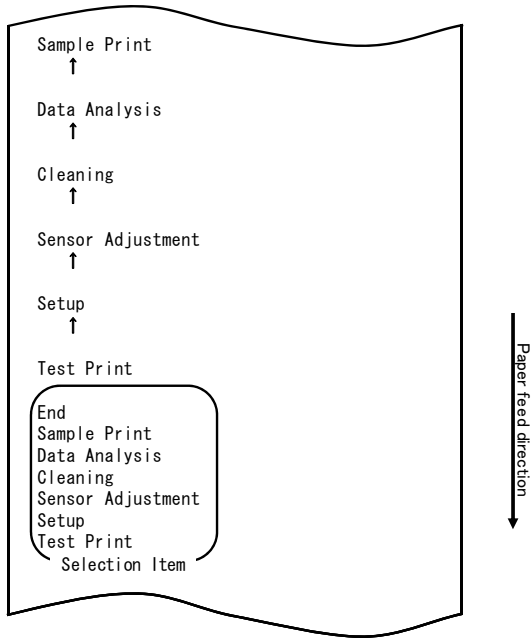 Sample Print
↑
Data Analysis
↑
Cleaning
↑
Sensor Adjustment
↑
Setup
↑
Test Print
End
Sample Print
Data Analysis
Cleaning
Sensor Adjustment
Setup
Test Print
Selection Item
Paper feed direction